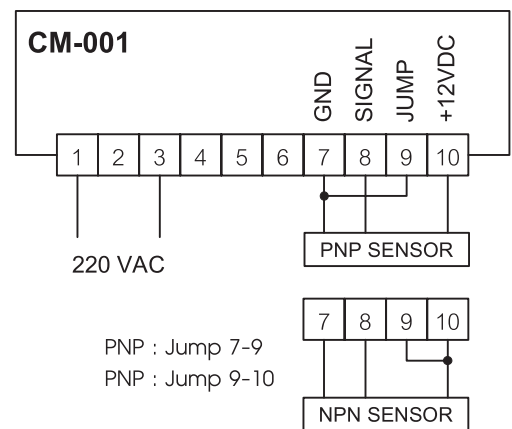 CM-001
GND SIGNAL JUMP +12VDC
1 2 3 4 5 6 7 8 9 10
220 VAC
PNP SENSOR
7 8 9 10
PNP : Jump 7-9
PNP : Jump 9-10
NPN SENSOR